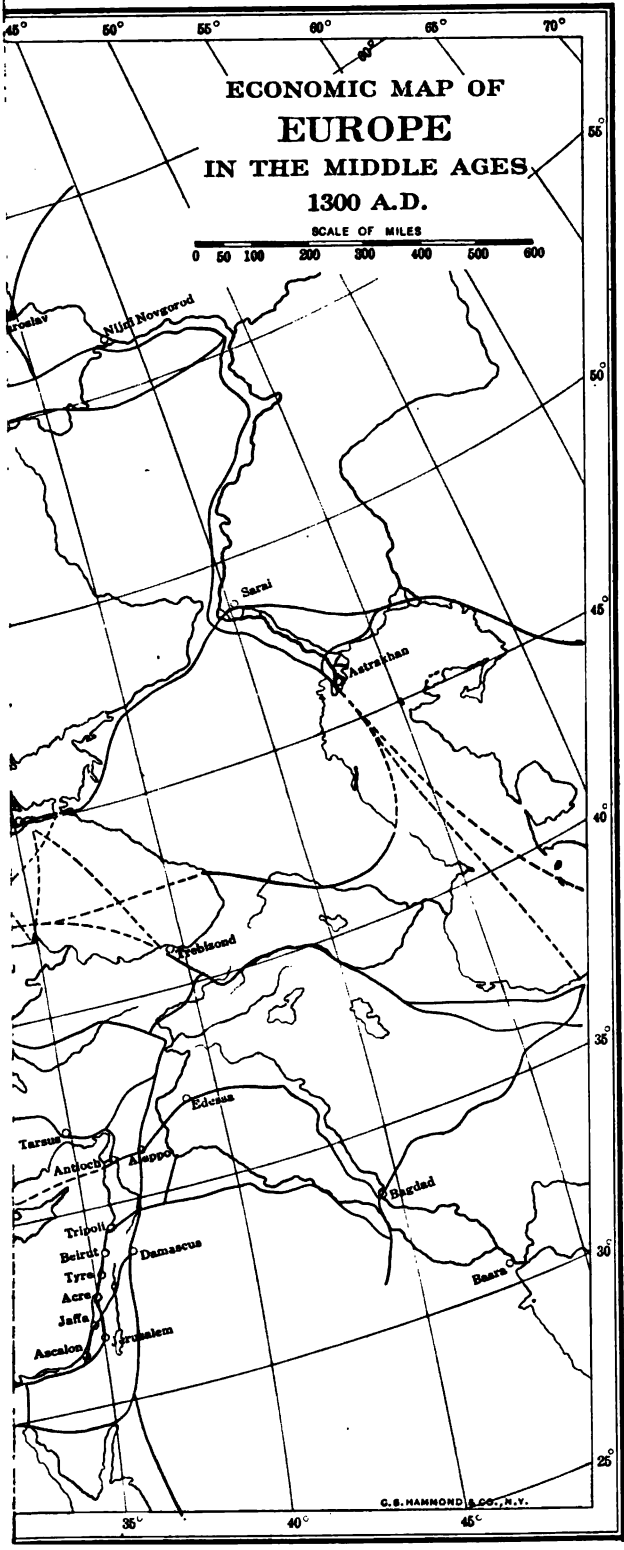 45° 50° 55° 60° 65° 70°
60°
ECONOMIC MAP OF
EUROPE
IN THE MIDDLE AGES
1300 A.D.
SCALE OF MILES
0 50 100 200 300 400 500 600
55°
aroslav
Nijni Novgorod
50°
Sarai
45°
Astrakhan
40°
Trebizond
35°
Edessa
Tarsus
Antioch
Aleppo
Bagdad
Tripoli
Beirut
Damascus
30°
Tyre
Basra
Acre
Jaffa
Jerusalem
Ascalon
25°
C.S. HAMMOND & CO., N.Y.
35° 40° 45°